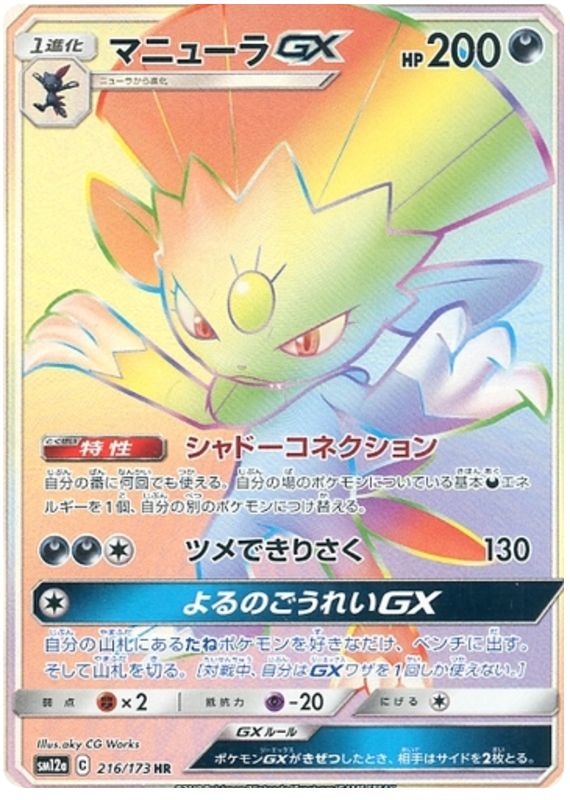 1進化
マニューラGX
HP200
ニューラから進化
とくせい
特性
シャドーコネクション
自分の番に何回でも使える。自分の場のポケモンについている基本エネ
ルギーを1個、自分の別のポケモンにつけ替える。
ツメできりさく 130
よるのごうれいGX
自分の山札にあるたねポケモンを好きなだけ、ベンチに出す。
そして山札を切る。[対戦中、自分はGXワザを1回しか使えない。]
弱点 ×2 抵抗力 -20 にげる
GXルール
Illus.aky CG Works
ポケモンGXがきぜつしたとき、相手はサイドを2枚とる。
SM12a C 216/173 HR